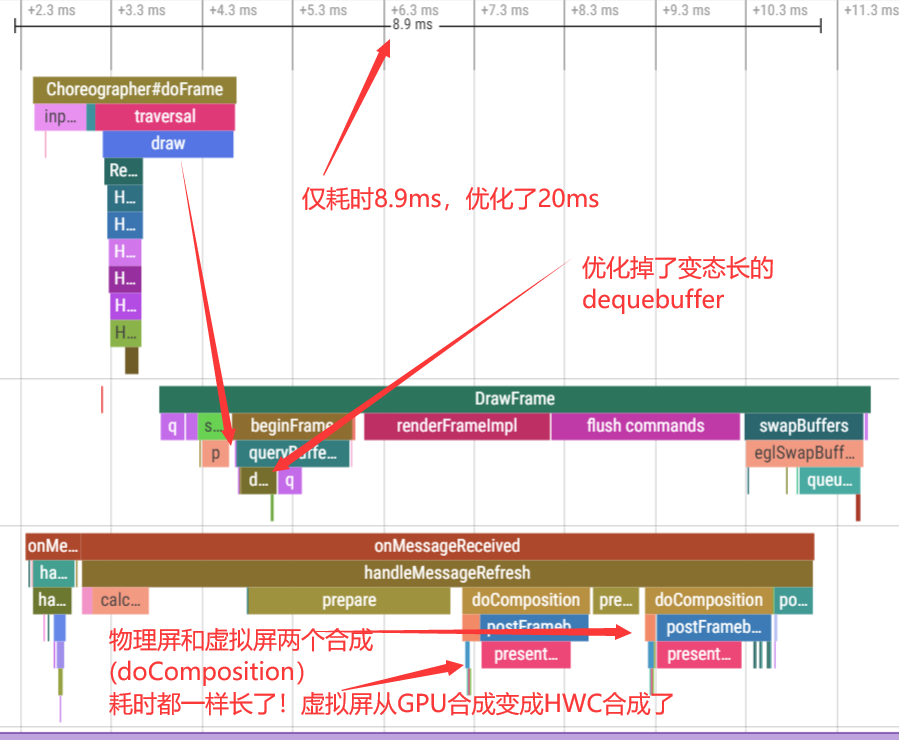 +2.3 ms +3.3 ms +4.3 ms +5.3 ms +6.3 ms +7.3 ms +8.3 ms +9.3 ms +10.3 ms +11.3 ms
8.9 ms
Choreographer#doFrame
inp... traversal
draw
Re...
H...
H...
H...
H...
H...
H...
仅耗时8.9ms，优化了20ms
优化掉了变态长的
dequebuffer
DrawFrame
q s... beginFrame renderFrameImpl flush commands swapBuffers
p queryBuffe... eglSwapBuff...
d... q queu...
onMe... onMessageReceived
ha... handleMessageRefresh
ha... calc... prepare doComposition pre... doComposition po...
postFrameb... postFrameb...
present... present...
物理屏和虚拟屏两个合成
(doComposition）
耗时都一样长了！虚拟屏从GPU合成变成HWC合成了